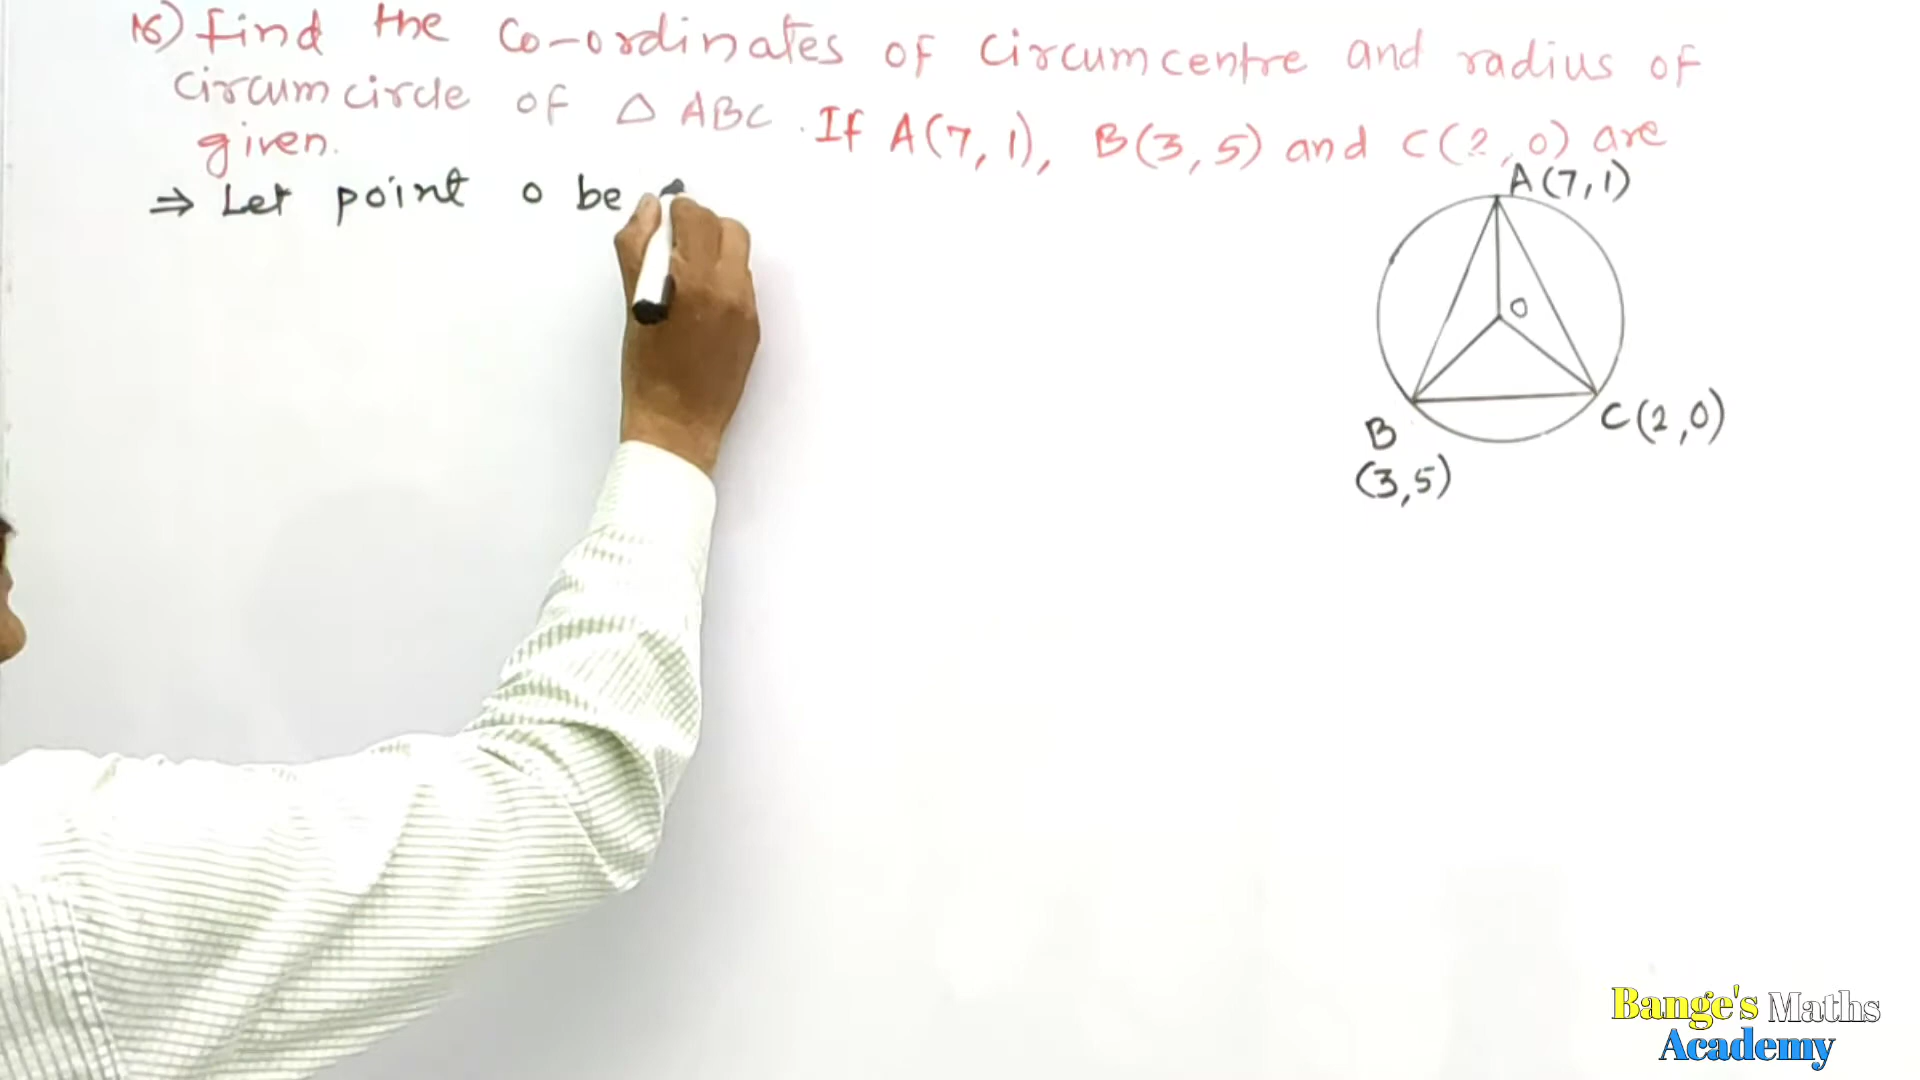 16) Find the Co-ordinates of circumcentre and radius of
circumcircle of △ ABC. If A(7,1), B(3,5) and C(2,0) are
given.
⇒ Let point O be
A(7,1)
O
C(2,0)
B
(3,5)
Bange's Maths
Academy